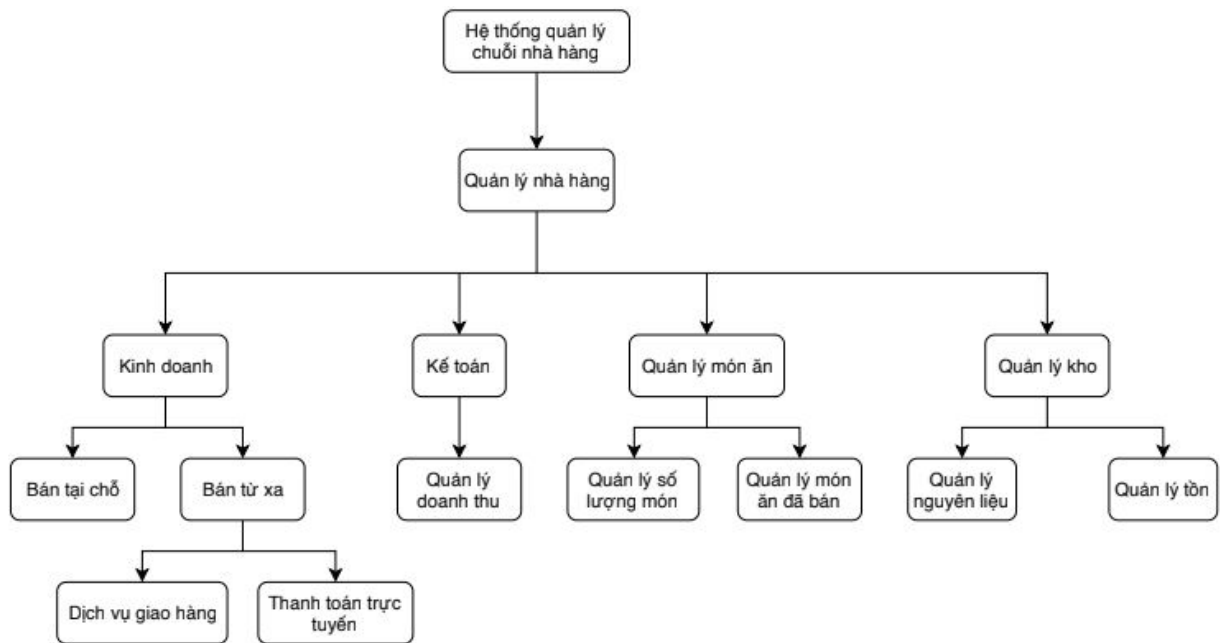 Hệ thống quản lý
chuỗi nhà hàng
Quản lý nhà hàng
Kinh doanh
Kế toán
Quản lý món ăn
Quản lý kho
Bán tại chỗ
Bán từ xa
Quản lý
doanh thu
Quản lý số
lượng món
Quản lý món
ăn đã bán
Quản lý
nguyên liệu
Quản lý tồn
Dịch vụ giao hàng
Thanh toán trực
tuyến